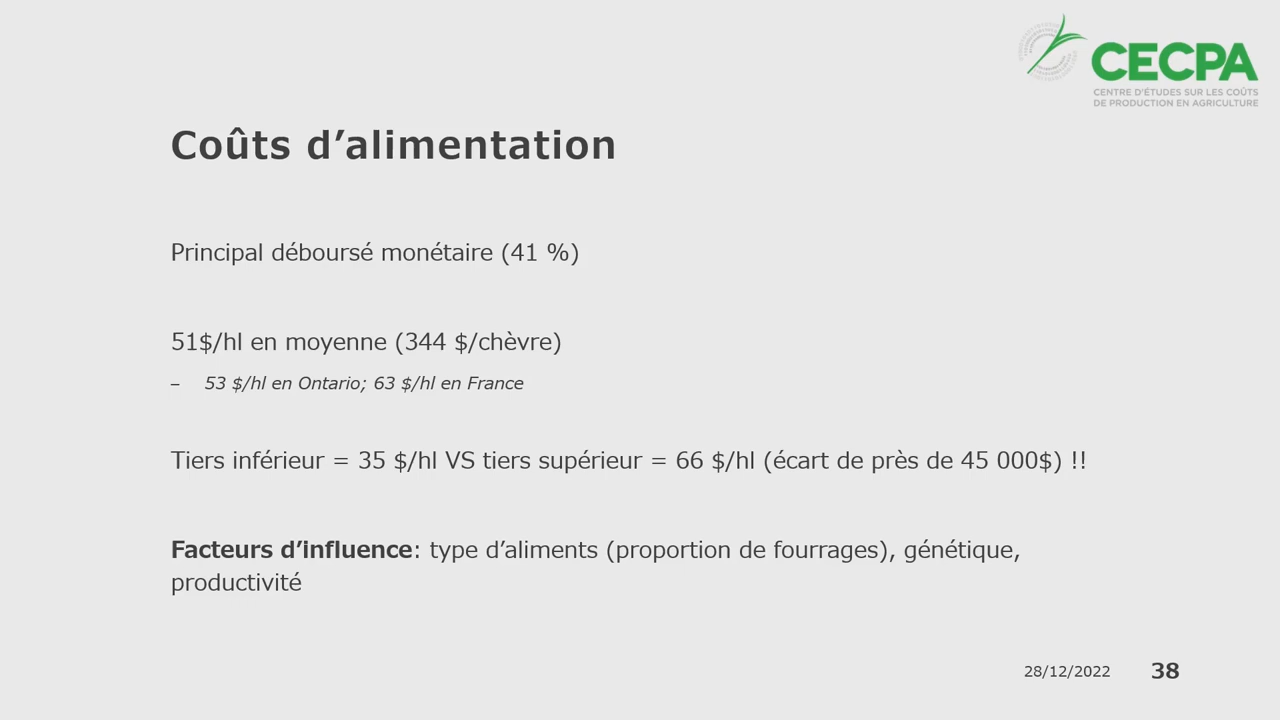 CECPA
CENTRE D'ÉTUDES SUR LES COÛTS
DE PRODUCTION EN AGRICULTURE
Coûts d’alimentation
Principal déboursé monétaire (41 %)
51$/hl en moyenne (344 $/chèvre)
– 53 $/hl en Ontario; 63 $/hl en France
Tiers inférieur = 35 $/hl VS tiers supérieur = 66 $/hl (écart de près de 45 000$) !!
Facteurs d’influence: type d’aliments (proportion de fourrages), génétique,
productivité
28/12/2022 38